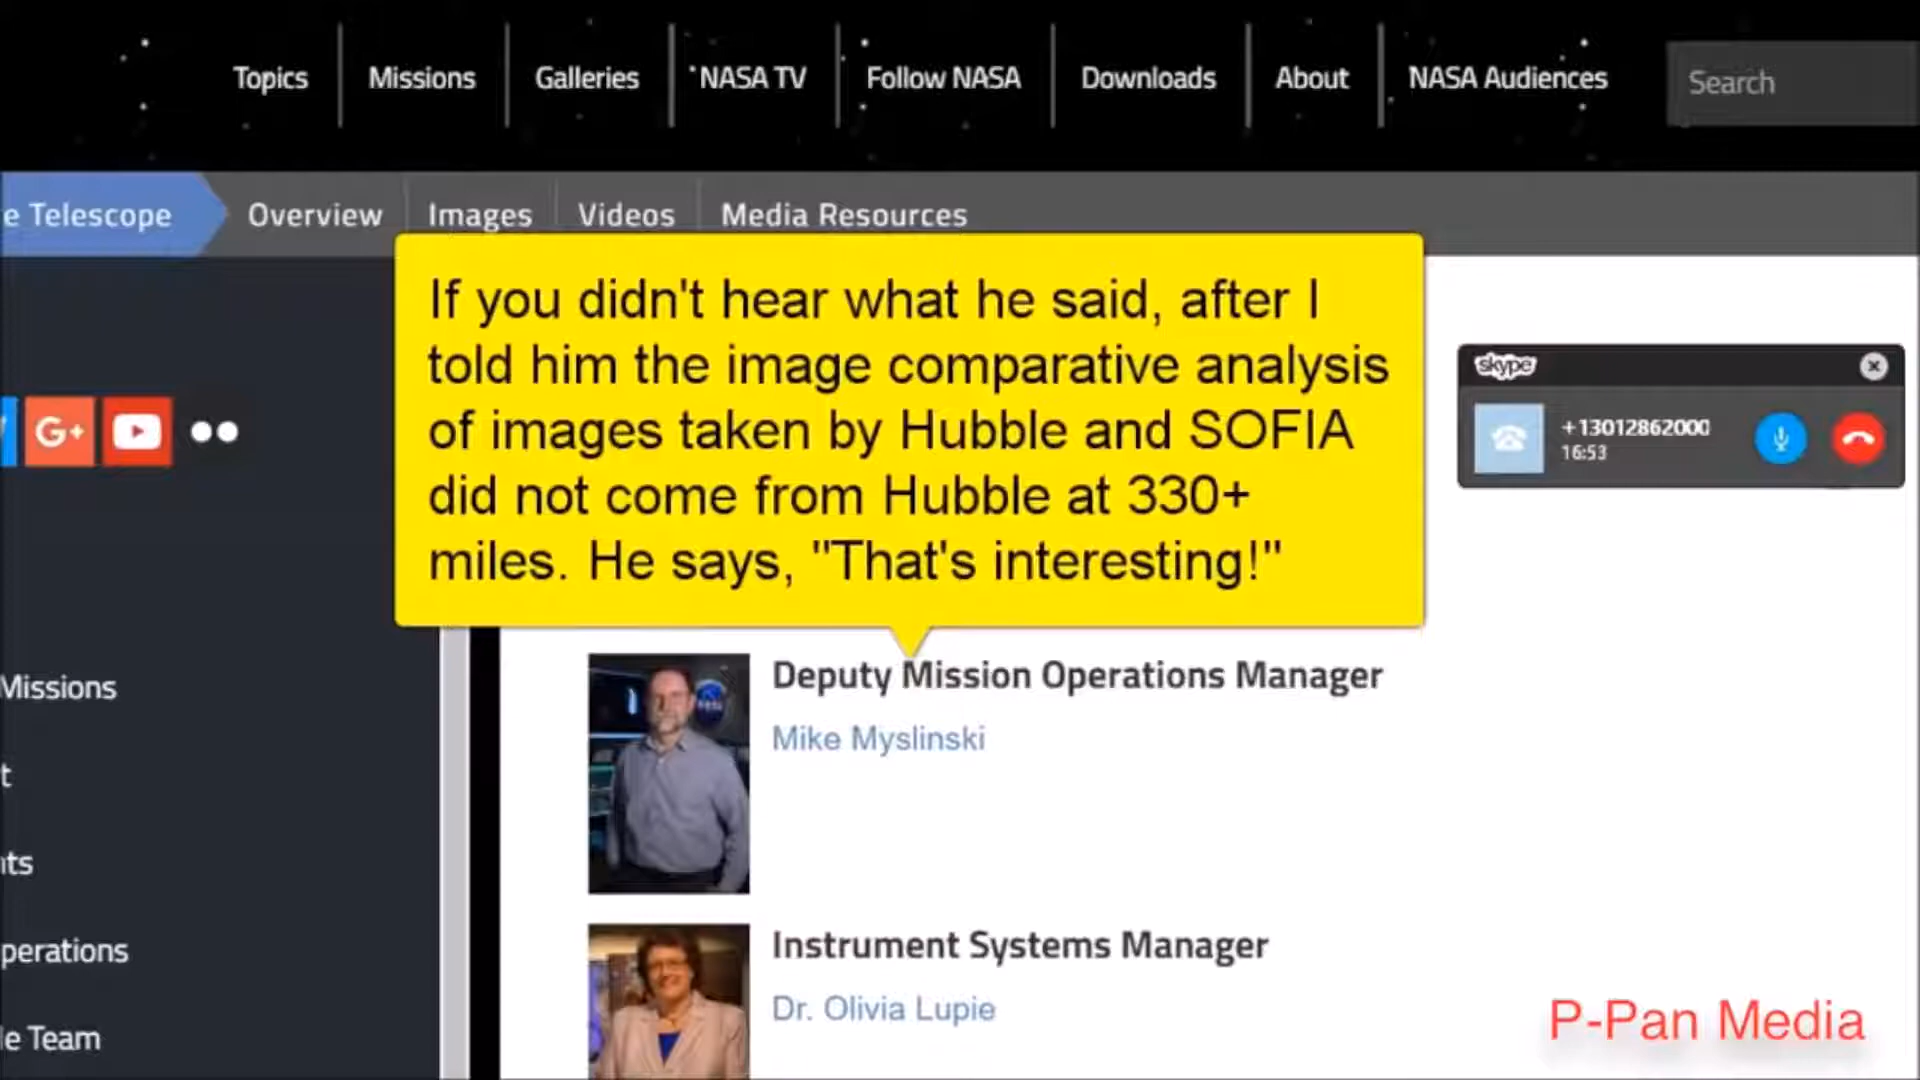 Topics
Missions
Galleries
NASA TV
Follow NASA
Downloads
About
NASA Audiences
Search
e Telescope
Overview
Images
Videos
Media Resources
If you didn't hear what he said, after I
told him the image comparative analysis
of images taken by Hubble and SOFIA
did not come from Hubble at 330+
miles. He says, "That's interesting!"
skype
+13012862000
16:53
G+
Missions
t
nts
perations
le Team
Deputy Mission Operations Manager
Mike Myslinski
Instrument Systems Manager
Dr. Olivia Lupie
P-Pan Media